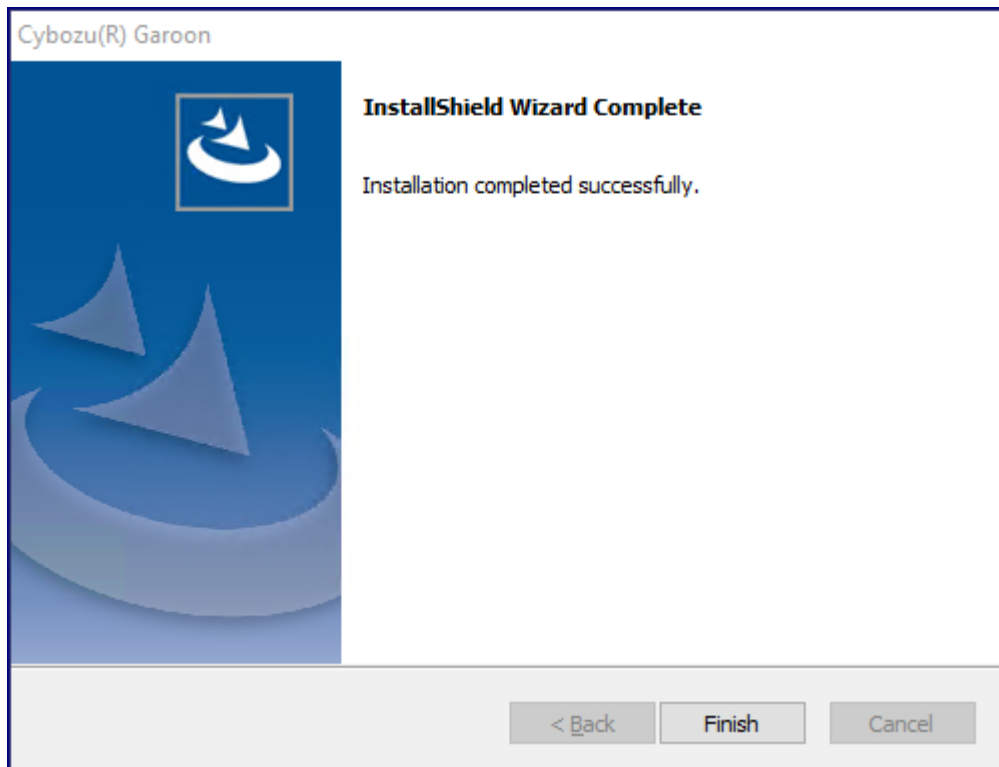 Cybozu(R) Garoon
InstallShield Wizard Complete
Installation completed successfully.
< Back
Finish
Cancel